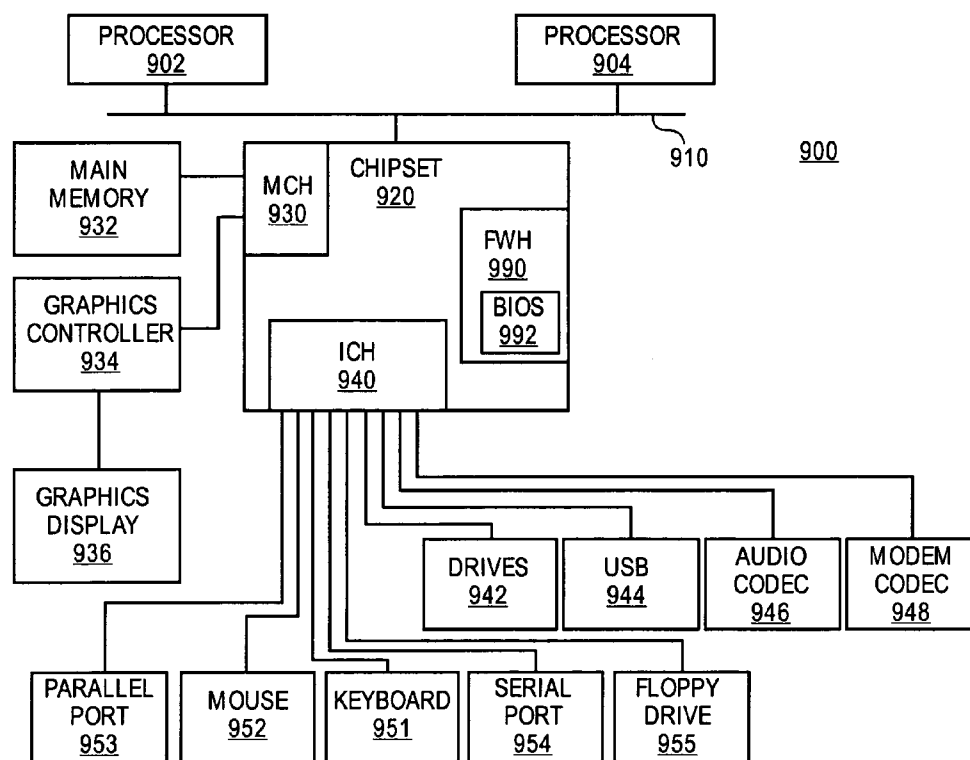 PROCESSOR
902
PROCESSOR
904
910
900
MAIN
MEMORY
932
MCH
930
CHIPSET
920
FWH
990
BIOS
992
GRAPHICS
CONTROLLER
934
ICH
940
GRAPHICS
DISPLAY
936
DRIVES
942
USB
944
AUDIO
CODEC
946
MODEM
CODEC
948
PARALLEL
PORT
953
MOUSE
952
KEYBOARD
951
SERIAL
PORT
954
FLOPPY
DRIVE
955